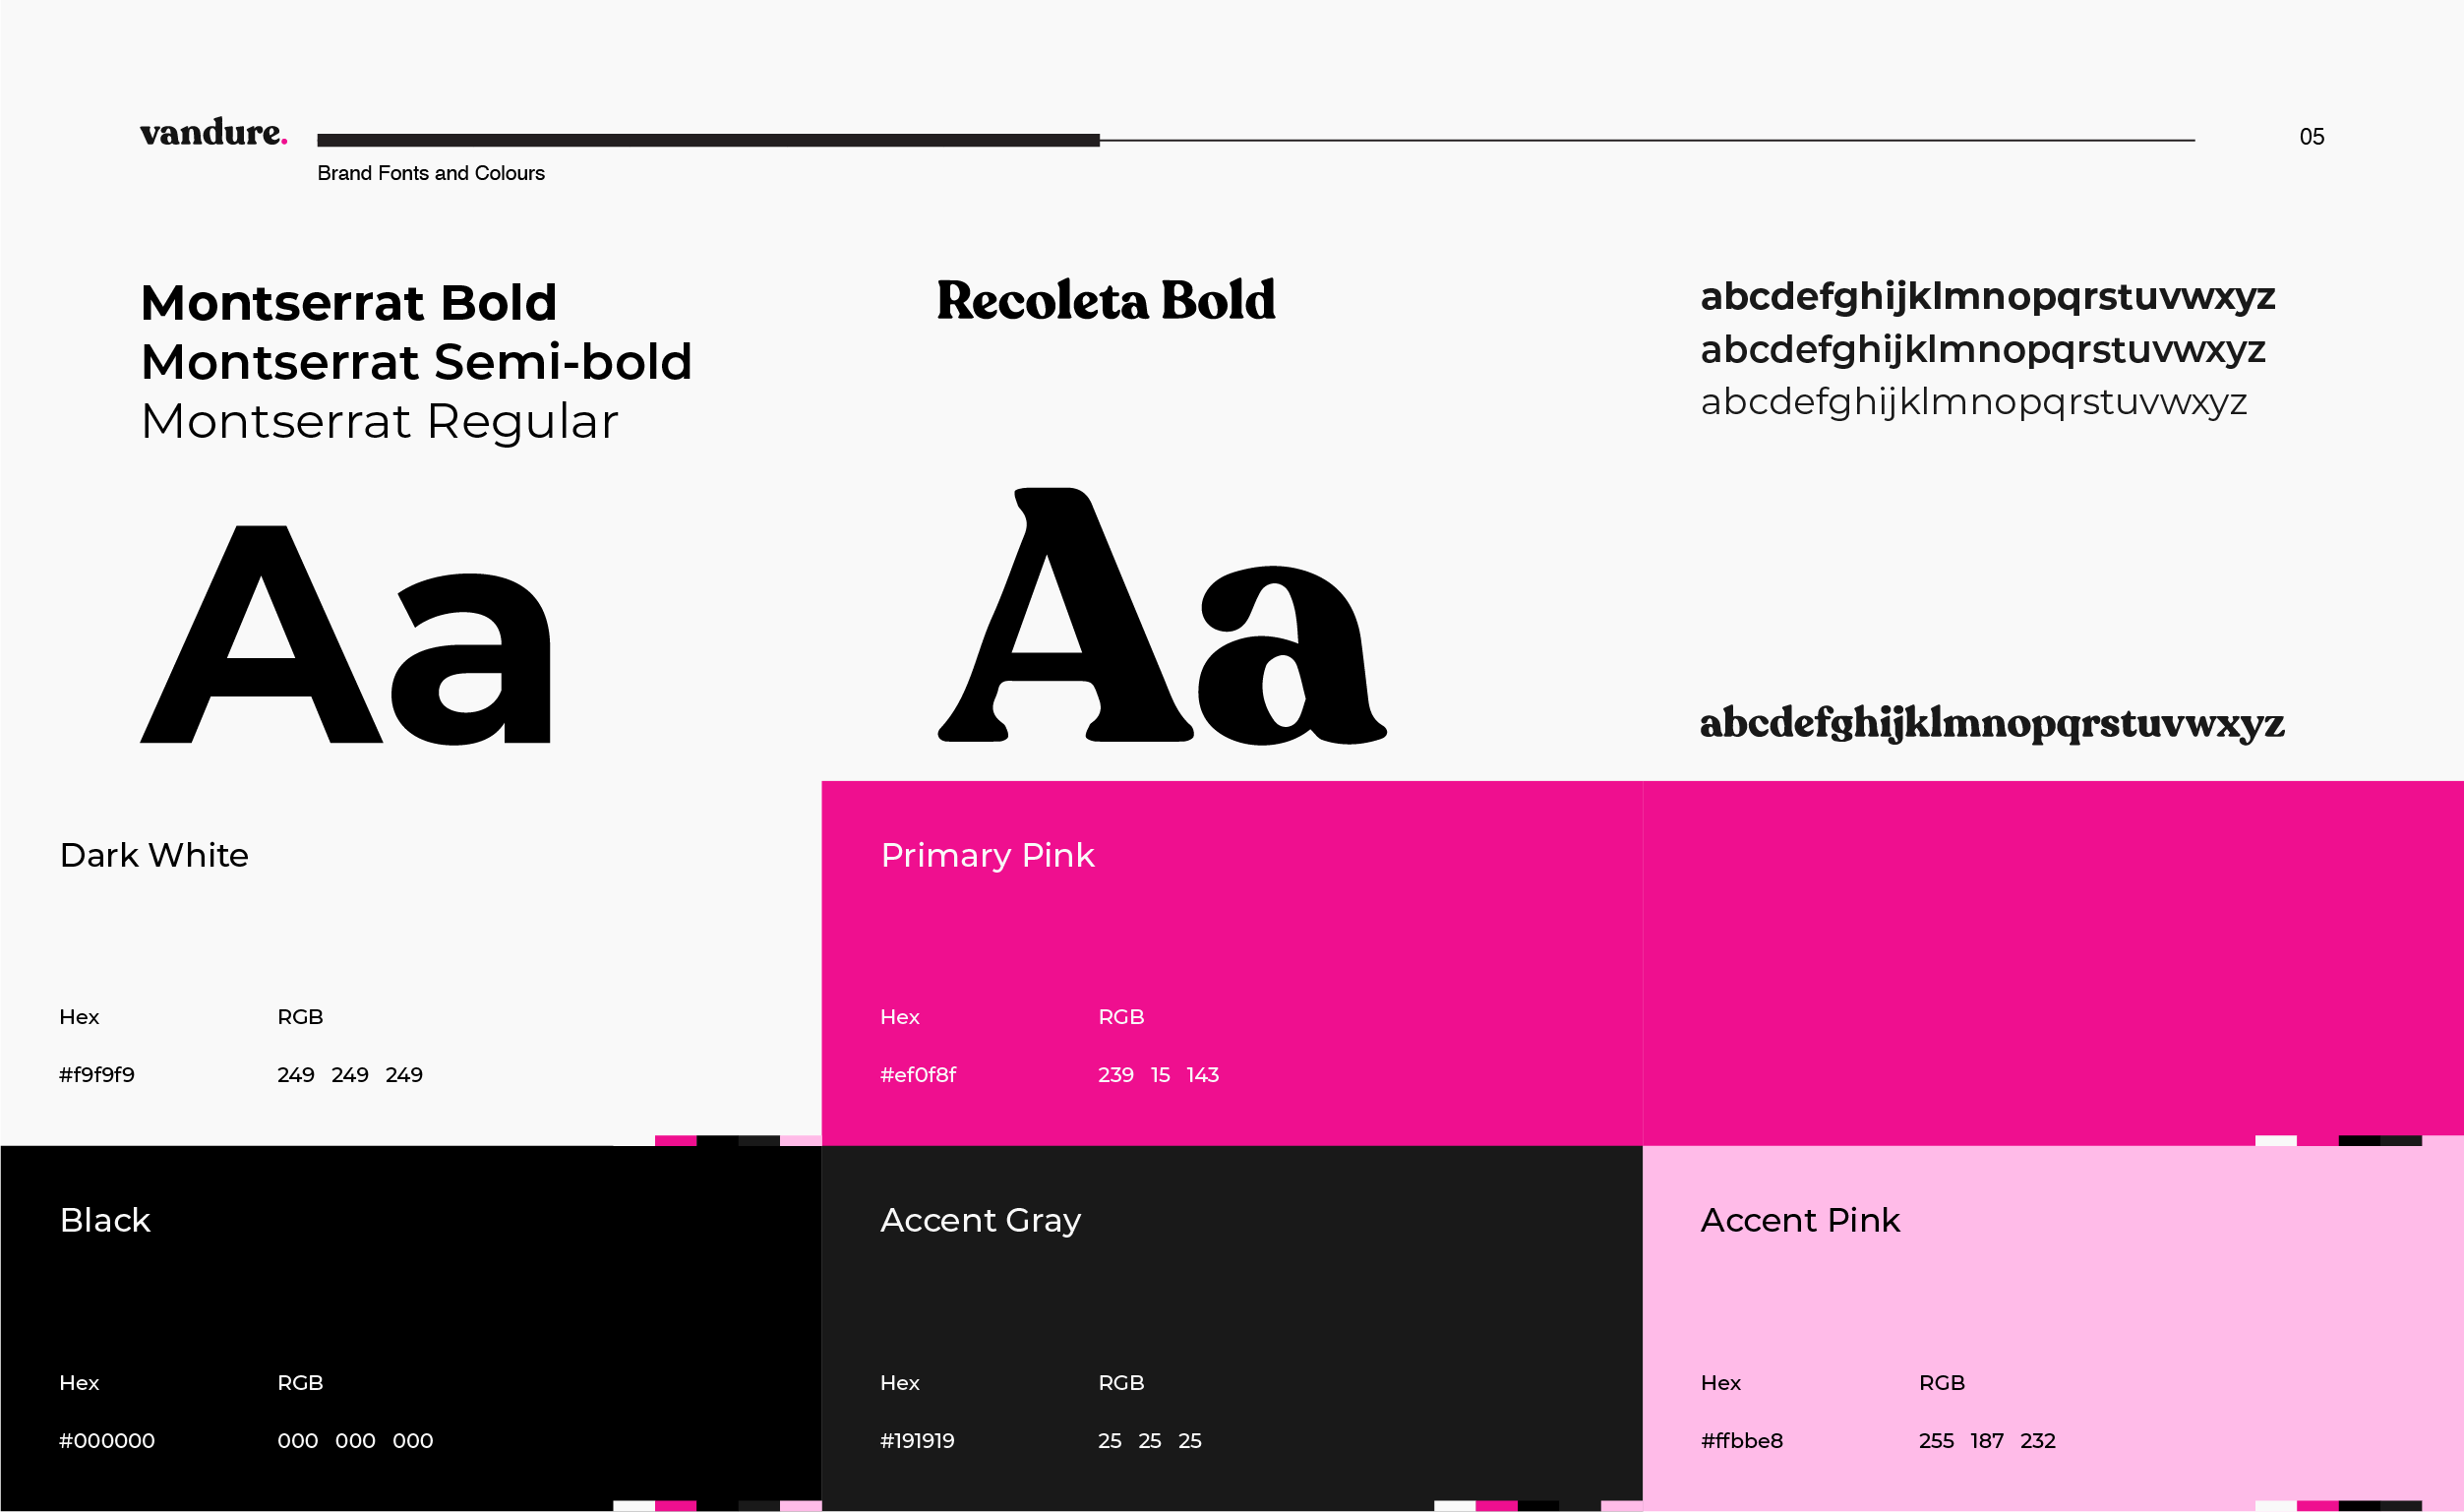 vandure.
05
Brand Fonts and Colours
Montserrat Bold
Montserrat Semi-bold
Montserrat Regular
Aa
Recoleta Bold
Aa
abcdefghijklmnopqrstuvwxyz
abcdefghijklmnopqrstuvwxyz
abcdefghijklmnopqrstuvwxyz
abcdefghijklmnopqrstuvwxyz
Dark White
Hex RGB
#f9f9f9 249 249 249
Primary Pink
Hex RGB
#ef0f8f 239 15 143
Black
Hex RGB
#000000 000 000 000
Accent Gray
Hex RGB
#191919 25 25 25
Accent Pink
Hex RGB
#ffbbe8 255 187 232